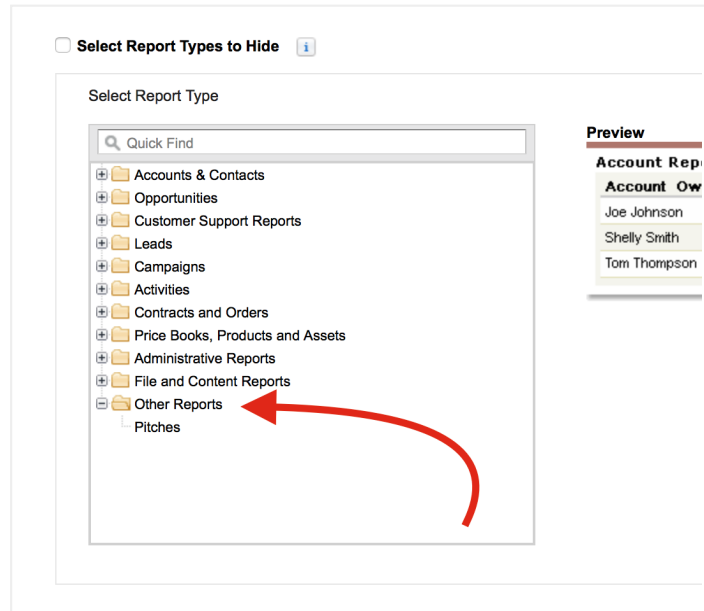 Select Report Types to Hide i
Select Report Type
Quick Find
Accounts & Contacts
Opportunities
Customer Support Reports
Leads
Campaigns
Activities
Contracts and Orders
Price Books, Products and Assets
Administrative Reports
File and Content Reports
Other Reports
Pitches
Preview
Account Repo
Account Ow
Joe Johnson
Shelly Smith
Tom Thompson